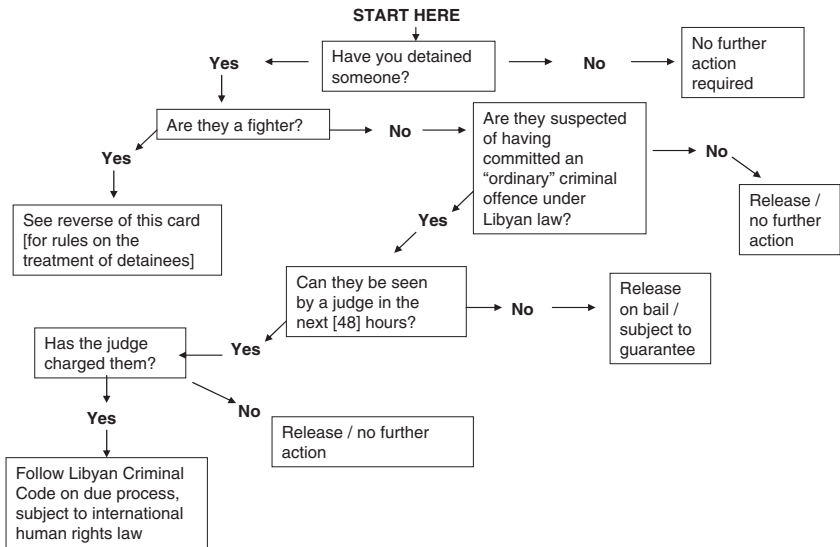 START HERE
Have you detained
someone?
Yes
No
No further
action
required
Are they a fighter?
No
Are they suspected
of having
committed an
“ordinary” criminal
offence under
Libyan law?
No
Release /
no further
action
Yes
See reverse of this card
[for rules on the
treatment of detainees]
Yes
Can they be seen
by a judge in the
next [48] hours?
No
Release
on bail /
subject to
guarantee
Yes
Has the judge
charged them?
No
Release / no further
action
Yes
Follow Libyan Criminal
Code on due process,
subject to international
human rights law